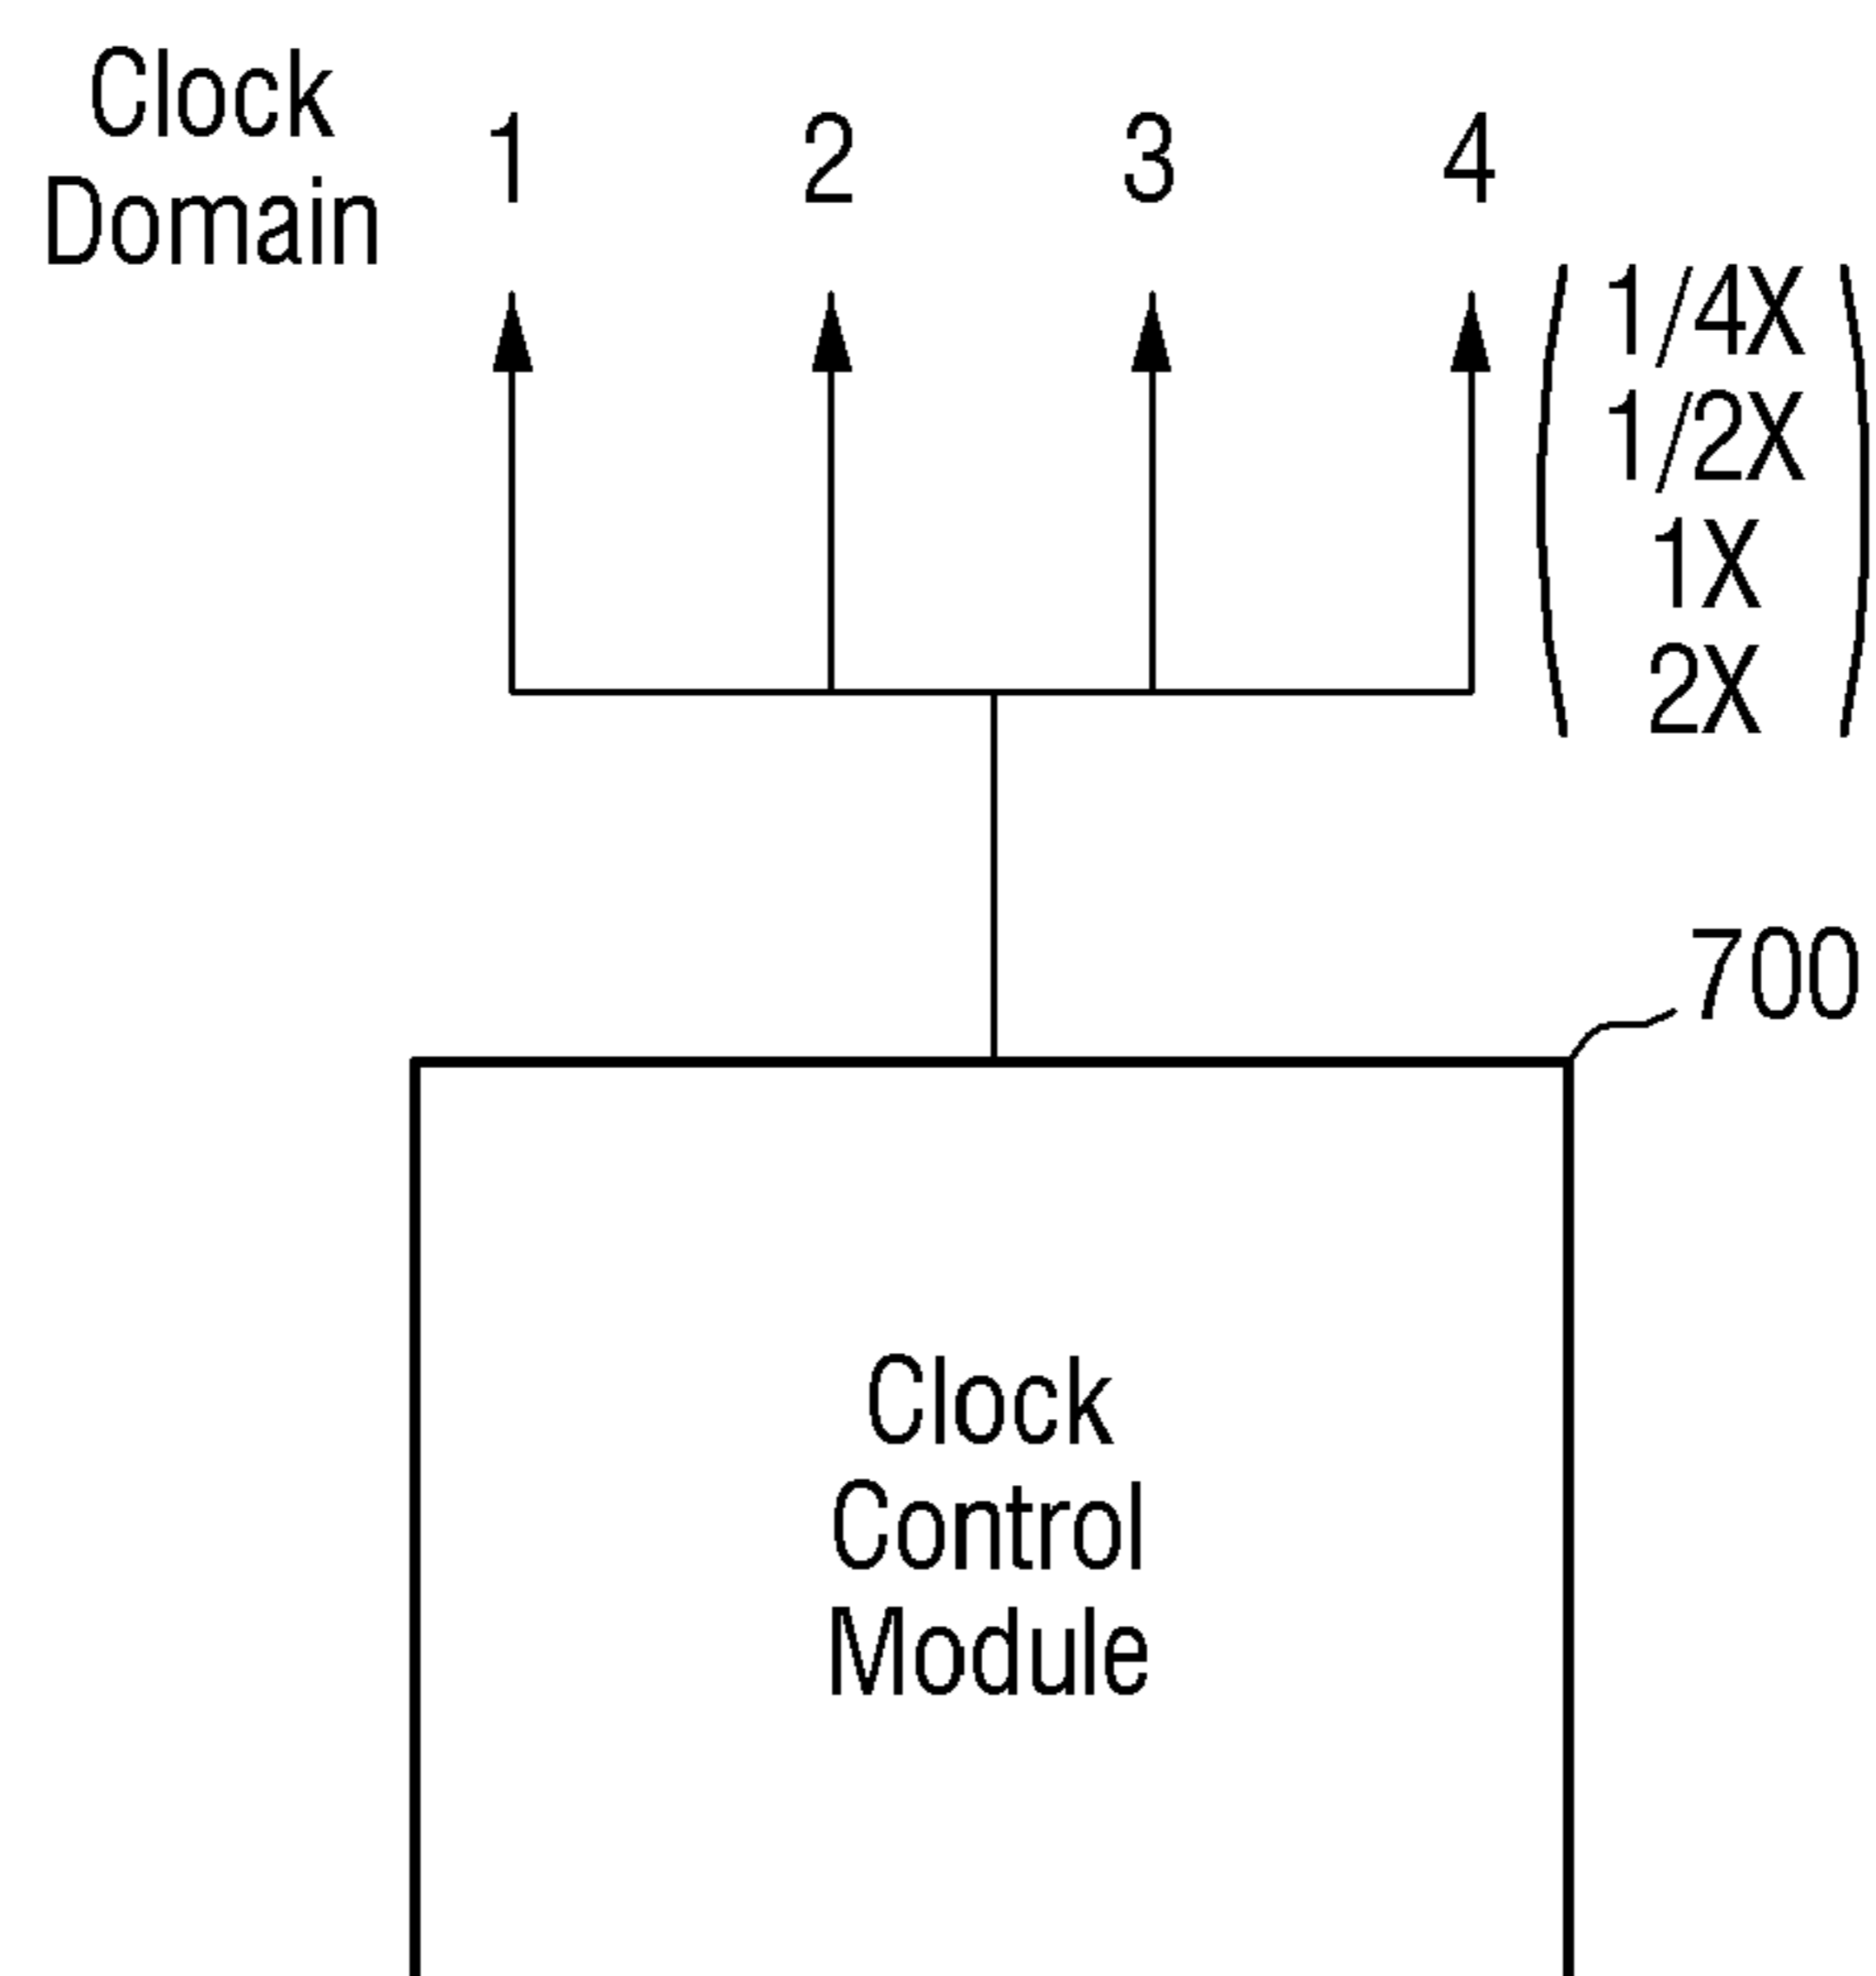 Clock
Domain
1 2 3 4
1/4X
1/2X
1X
2X
700
Clock
Control
Module